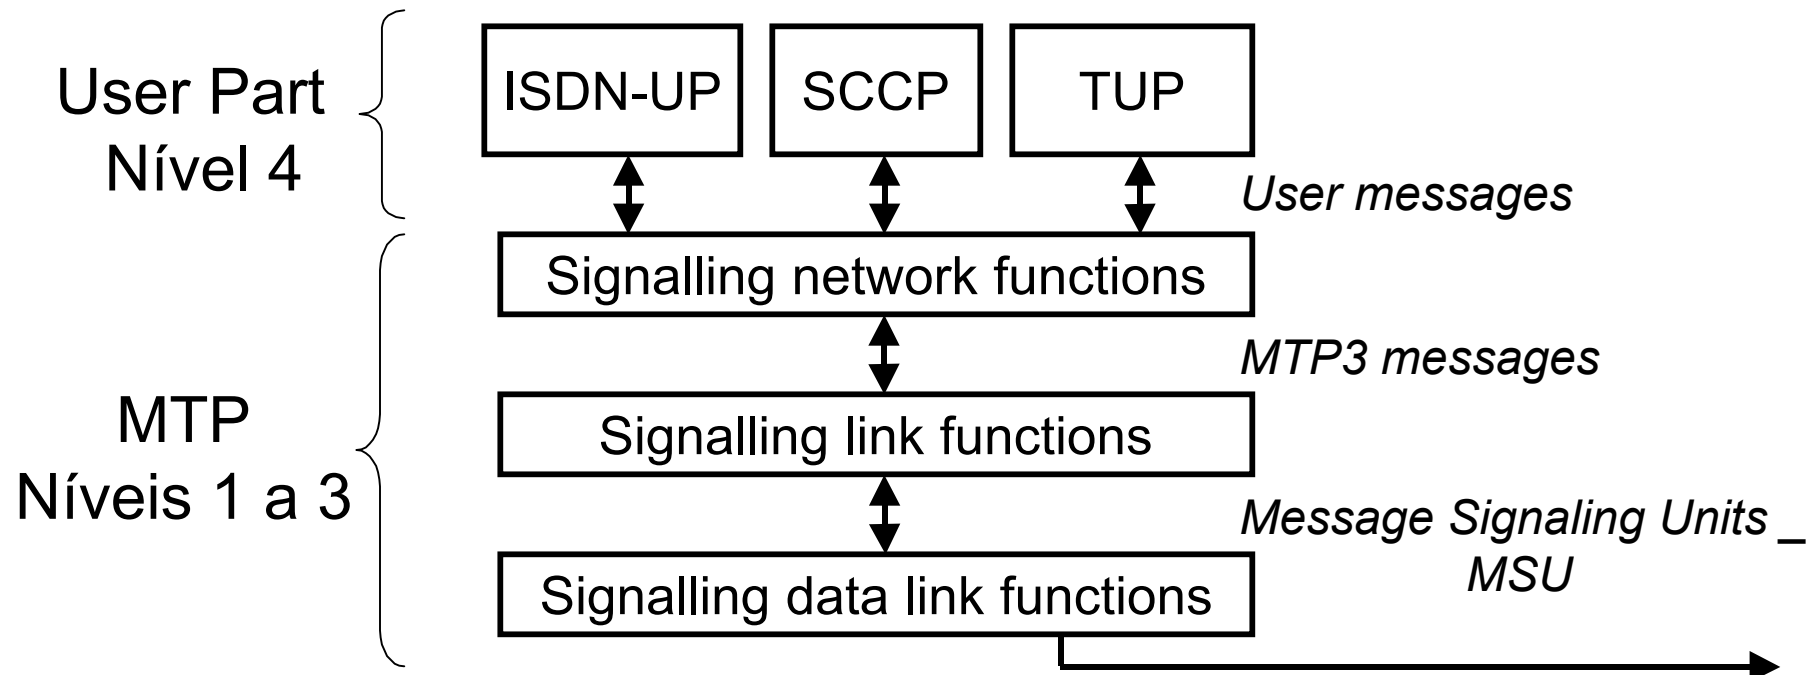 User Part
Nível 4
ISDN-UP
SCCP
TUP
User messages
Signalling network functions
MTP3 messages
MTP
Níveis 1 a 3
Signalling link functions
Message Signaling Units _
MSU
Signalling data link functions